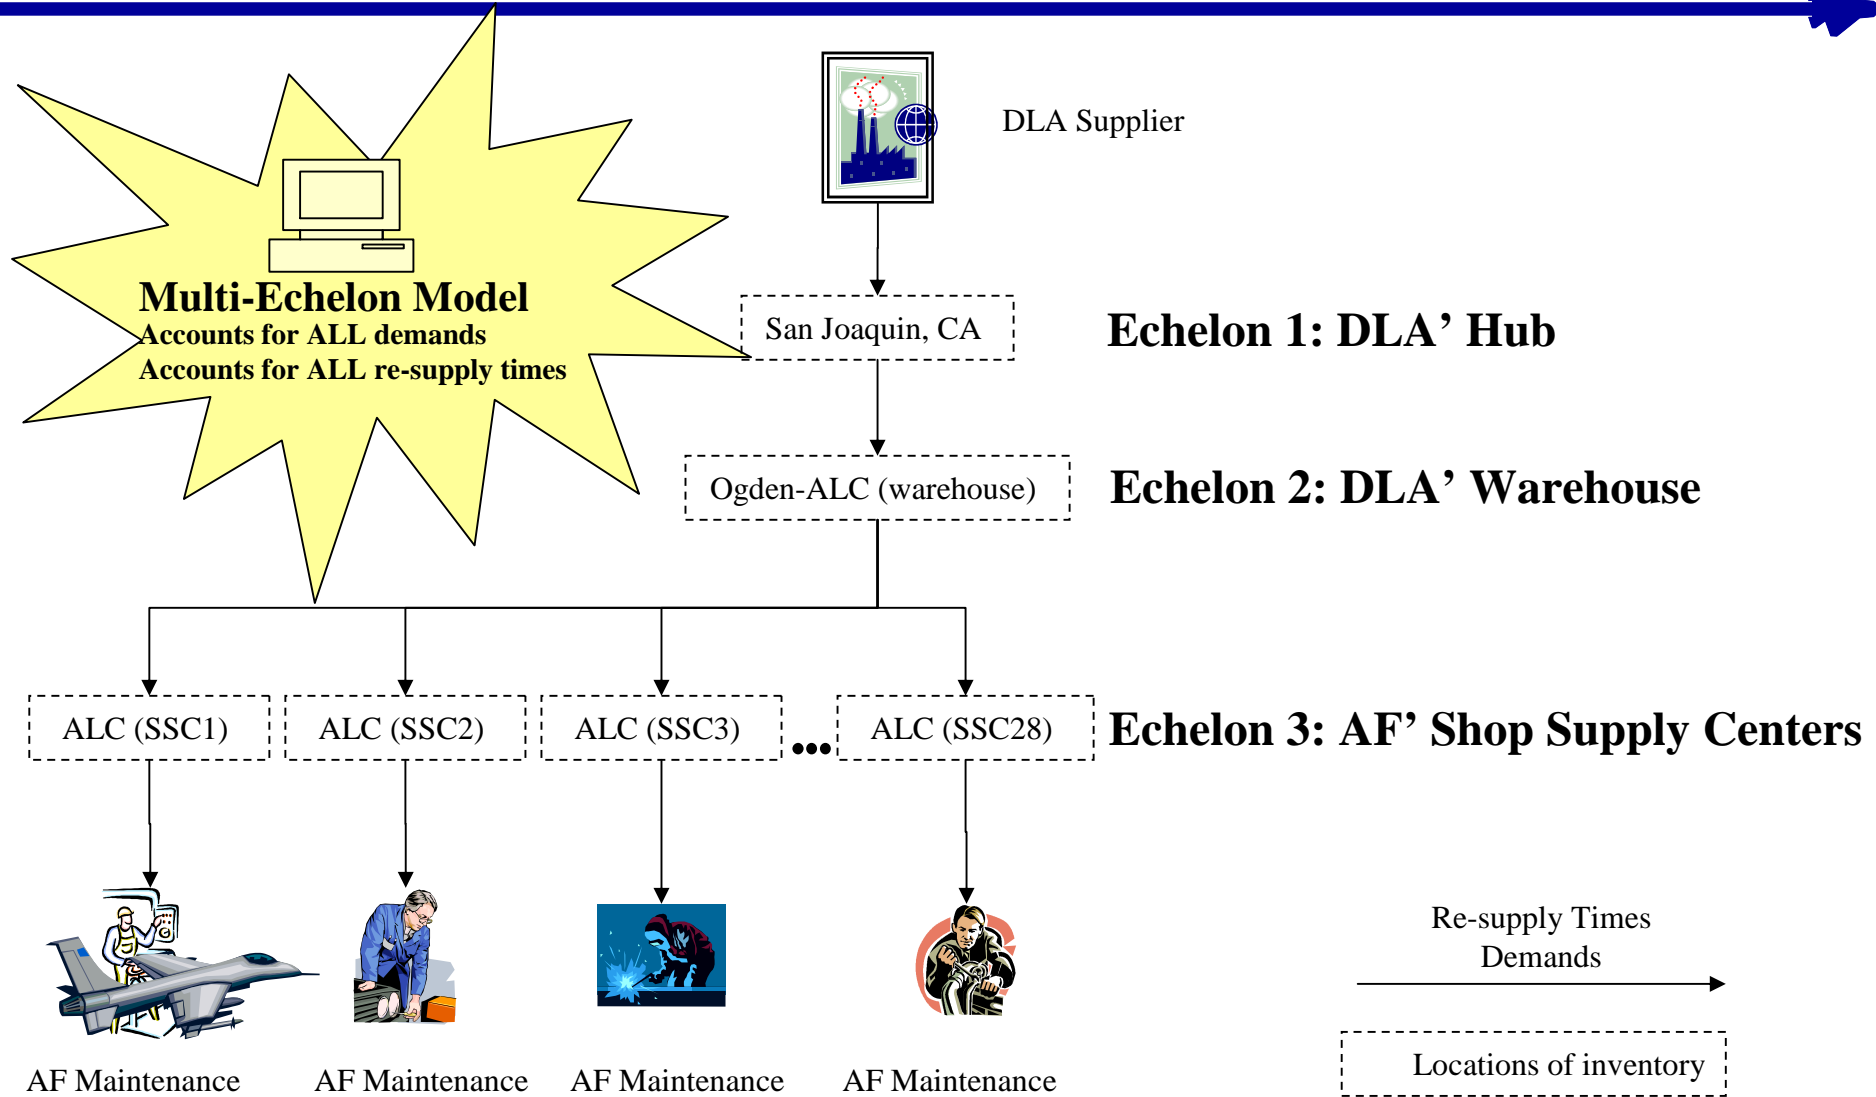 DLA Supplier
Multi-Echelon Model
Accounts for ALL demands
Accounts for ALL re-supply times
San Joaquin, CA
Echelon 1: DLA’ Hub
Ogden-ALC (warehouse)
Echelon 2: DLA’ Warehouse
ALC (SSC1)
ALC (SSC2)
ALC (SSC3)
...
ALC (SSC28)
Echelon 3: AF’ Shop Supply Centers
Re-supply Times
Demands
Locations of inventory
AF Maintenance
AF Maintenance
AF Maintenance
AF Maintenance